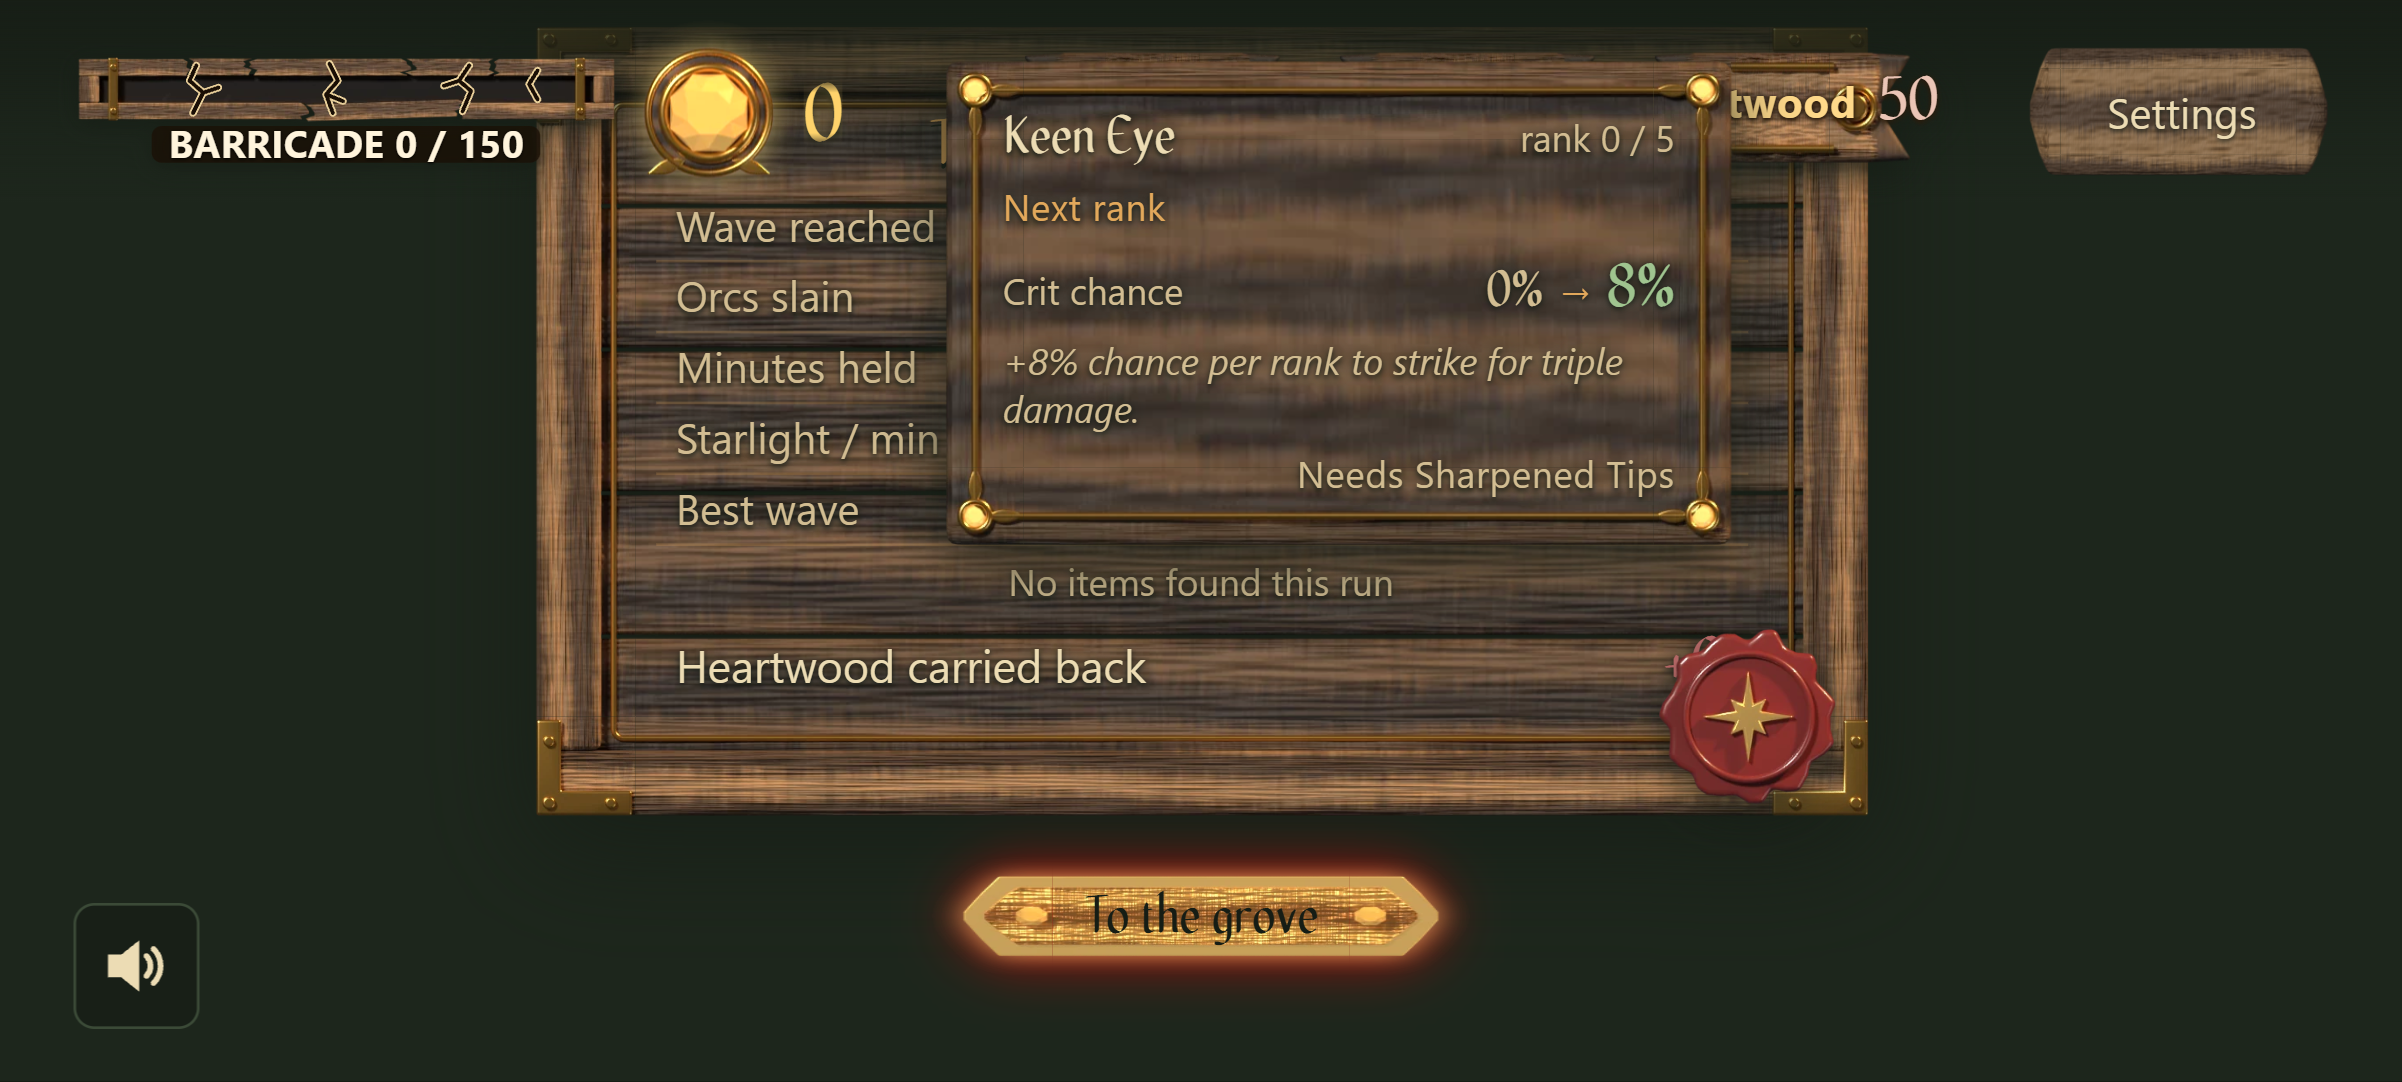 BARRICADE 0 / 150
0
twood
50
Settings
Keen Eye
rank 0 / 5
Next rank
Crit chance
0% → 8%
+8% chance per rank to strike for triple
damage.
Needs Sharpened Tips
Wave reached
Orcs slain
Minutes held
Starlight / min
Best wave
No items found this run
Heartwood carried back
To the grove